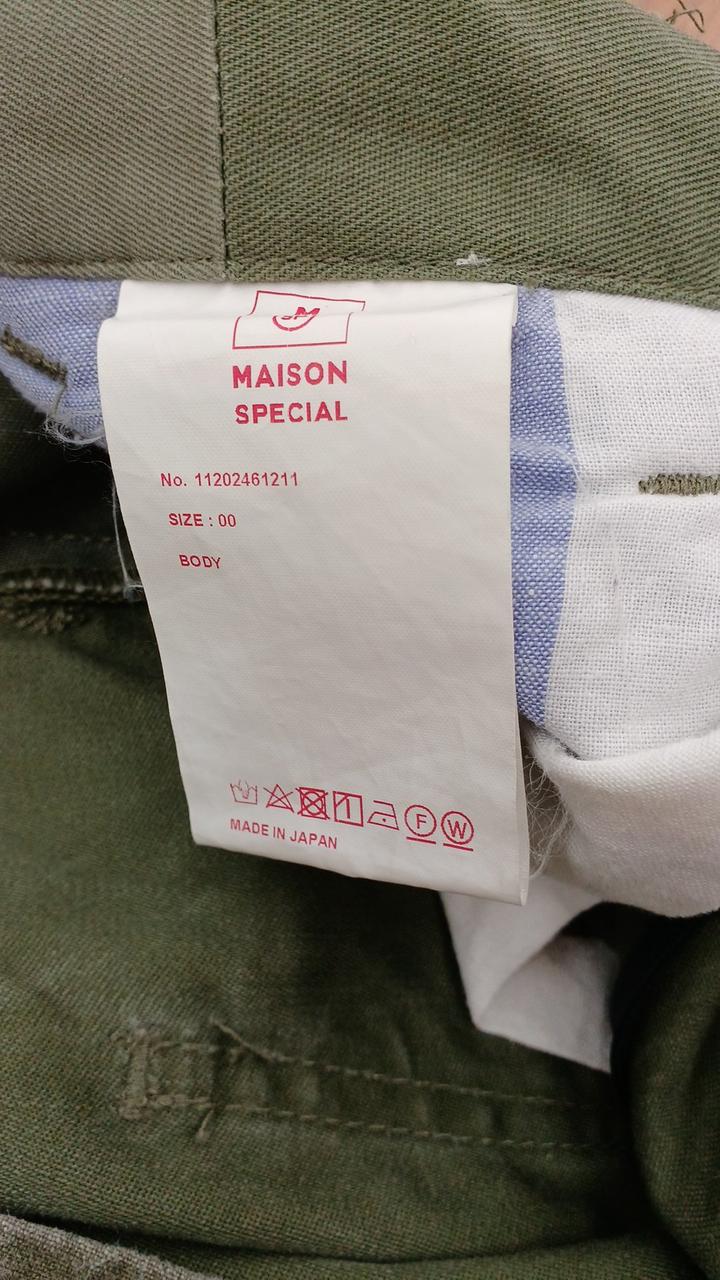 MAISON
SPECIAL
No. 11202461211
SIZE : 00
BODY
F
W
MADE IN JAPAN